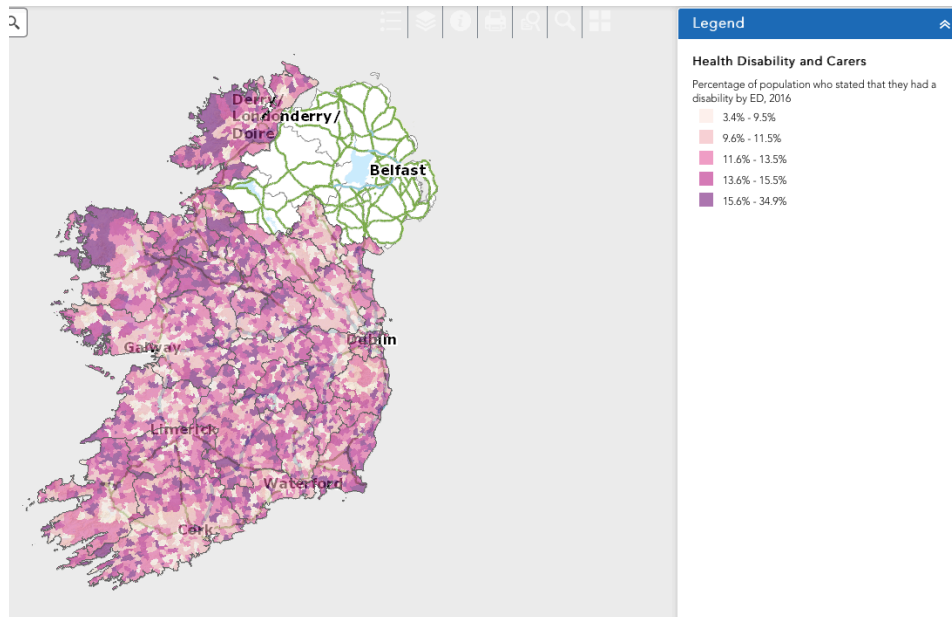 Derry/
Londonderry/
Doire
Belfast
Galway
Dublin
Limerick
Waterford
Cork
Legend
Health Disability and Carers
Percentage of population who stated that they had a
disability by ED, 2016
3.4% - 9.5%
9.6% - 11.5%
11.6% - 13.5%
13.6% - 15.5%
15.6% - 34.9%